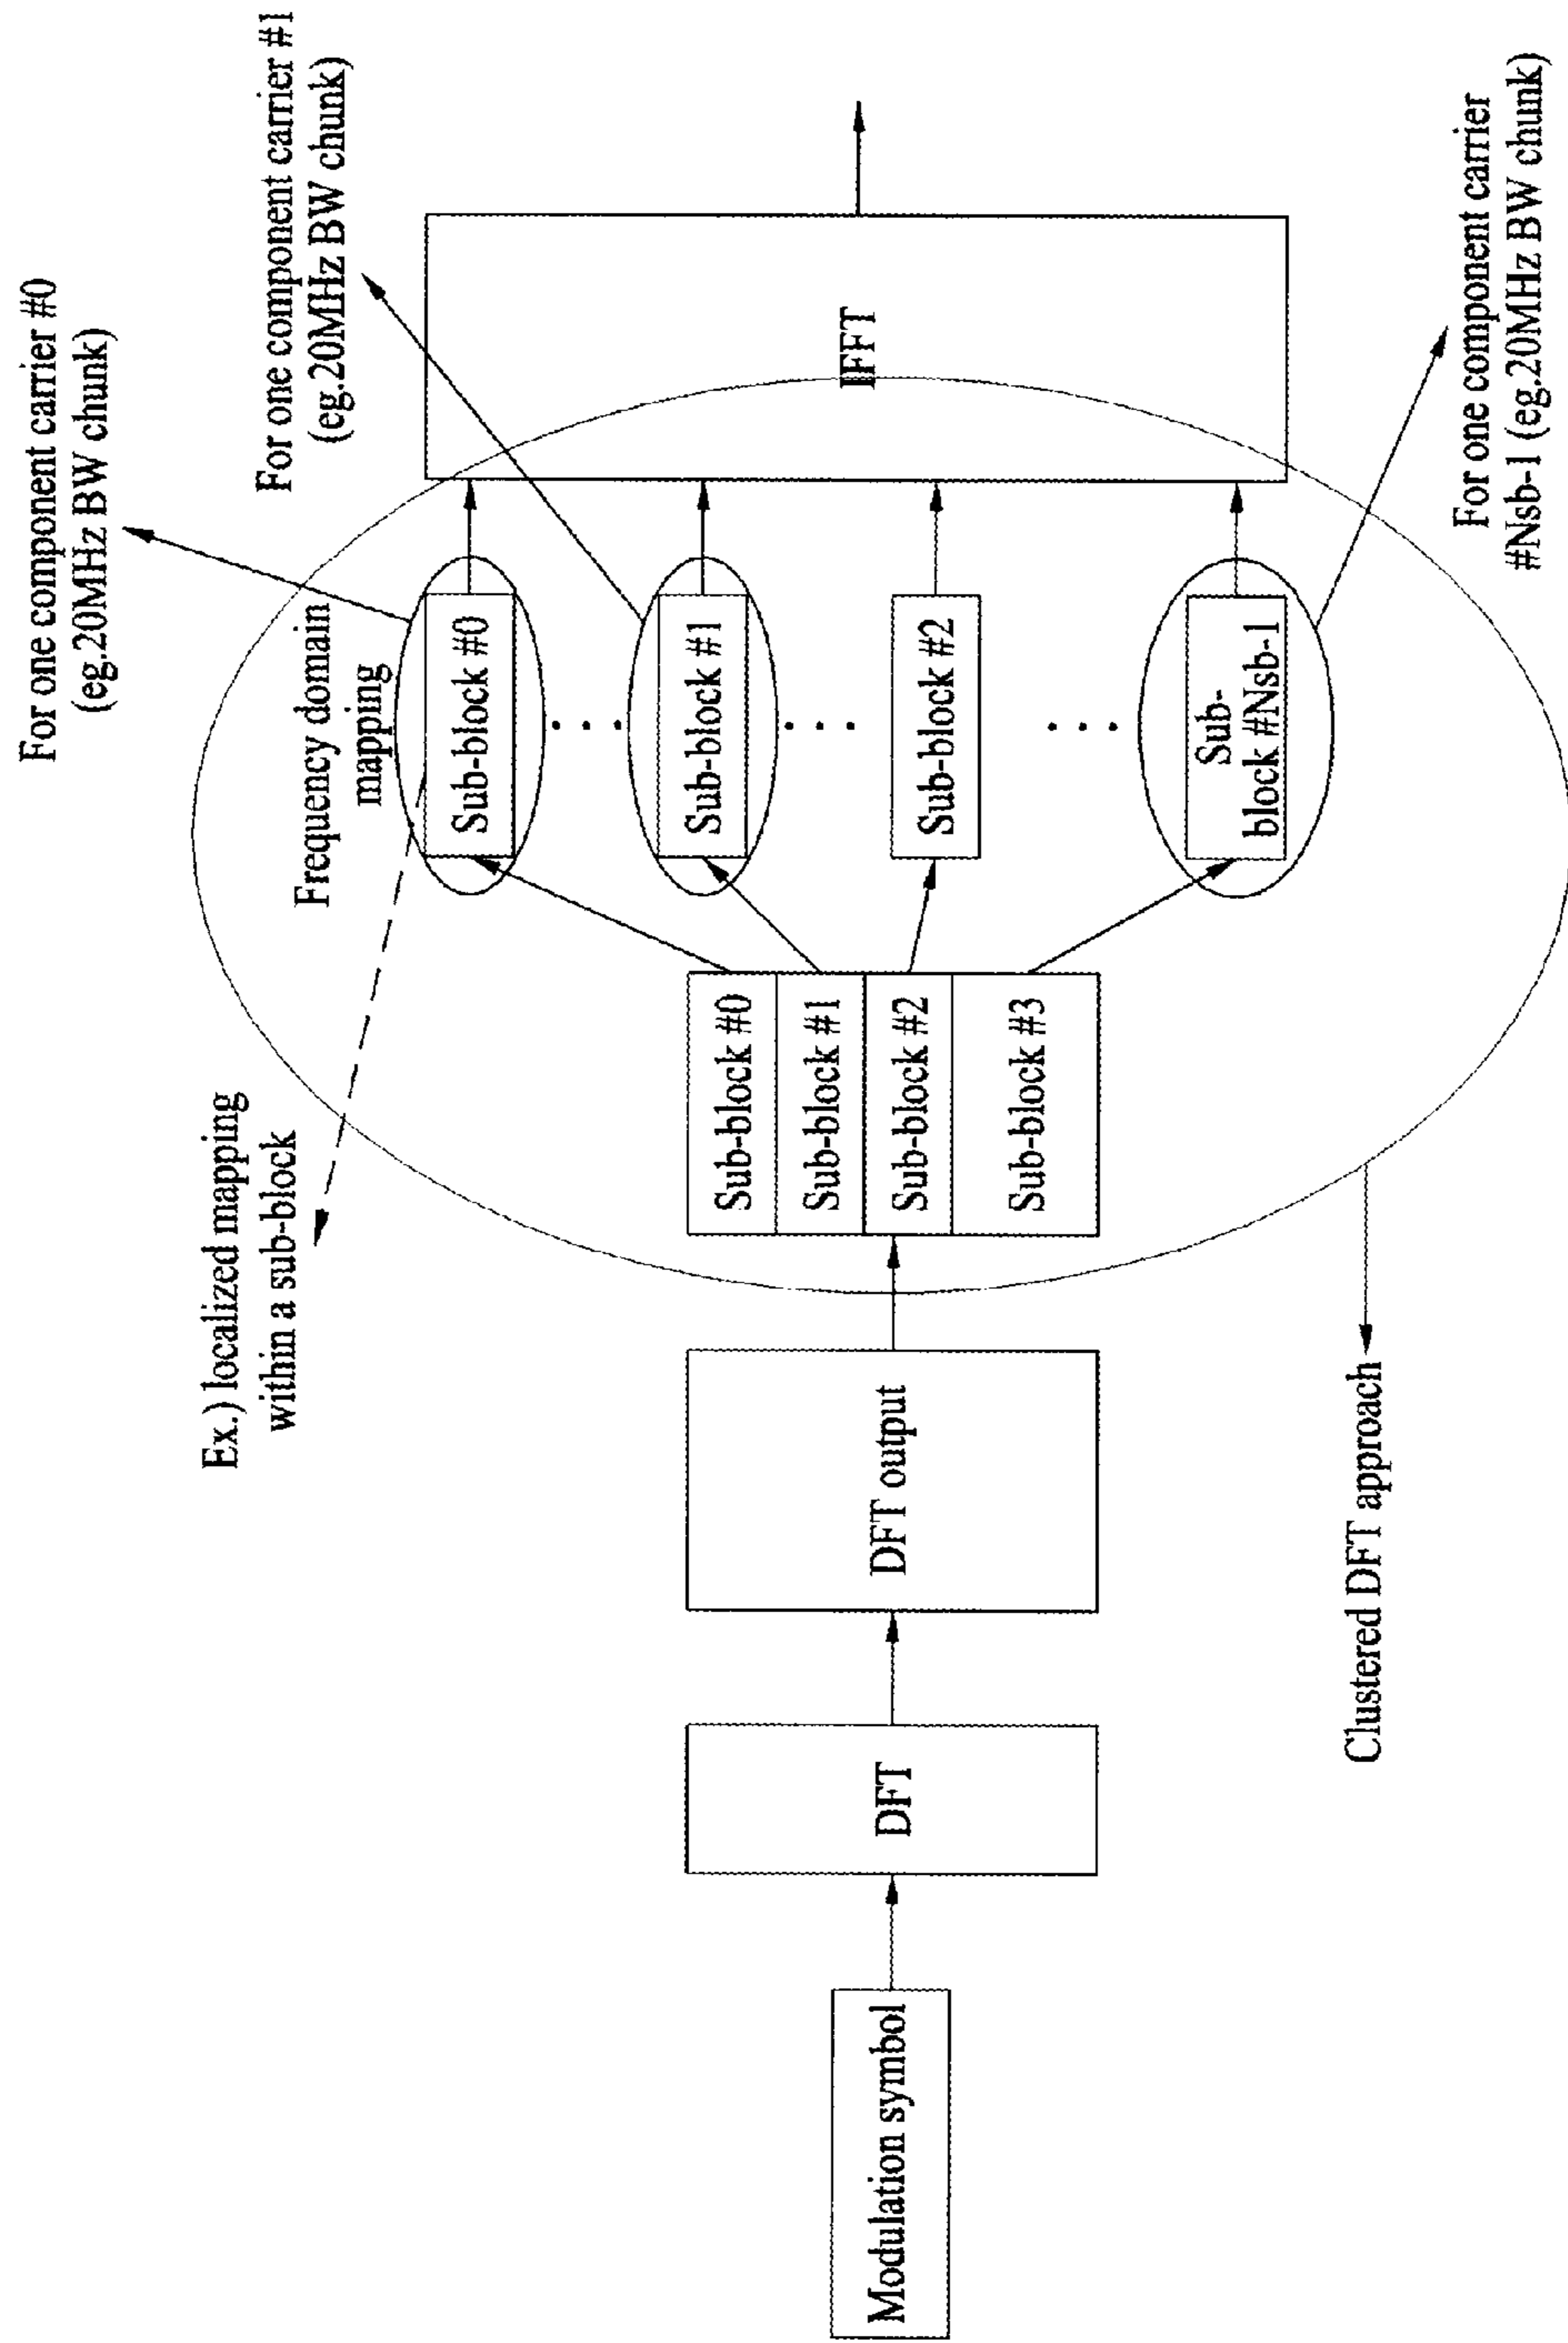 For one component carrier #0
(eg.20MHz BW chunk)
For one component carrier #1
(eg.20MHz BW chunk)
Ex.) localized mapping
within a sub-block
Frequency domain
mapping
Modulation symbol
DFT
DFT output
Sub-block #0
Sub-block #1
Sub-block #2
Sub-block #3
Sub-block #0
Sub-block #1
Sub-block #2
Sub-
block #Nsb-1
IFFT
Clustered DFT approach
For one component carrier
#Nsb-1 (eg.20MHz BW chunk)